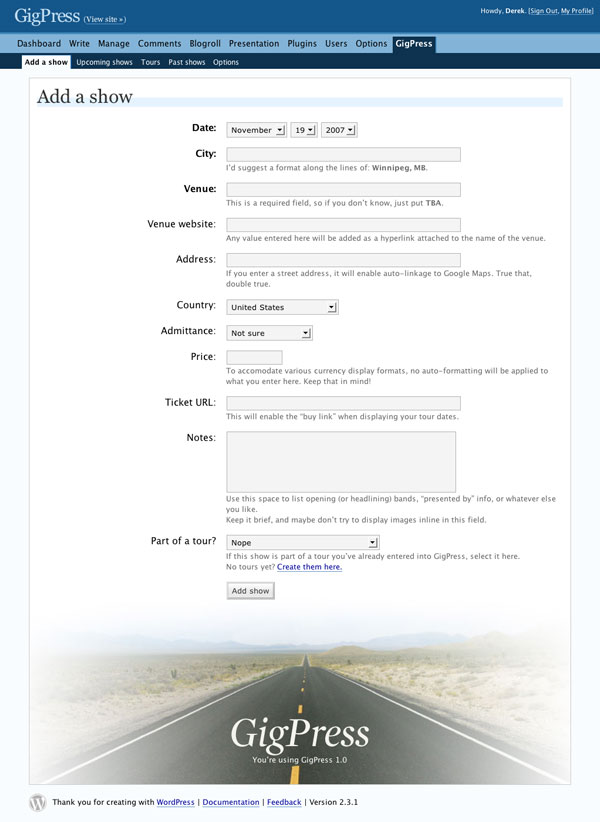 GigPress (View site »)
Howdy, Derek. [Sign Out, My Profile]
Dashboard Write Manage Comments Blogroll Presentation Plugins Users Options GigPress
Add a show Upcoming shows Tours Past shows Options
Add a show
Date: November 19 2007
City:
I'd suggest a format along the lines of: Winnipeg, MB.
Venue:
This is a required field, so if you don't know, just put TBA.
Venue website:
Any value entered here will be added as a hyperlink attached to the name of the venue.
Address:
If you enter a street address, it will enable auto-linkage to Google Maps. True that,
double true.
Country: United States
Admittance: Not sure
Price:
To accomodate various currency display formats, no auto-formatting will be applied to
what you enter here. Keep that in mind!
Ticket URL:
This will enable the "buy link" when displaying your tour dates.
Notes:
Use this space to list opening (or headlining) bands, "presented by" info, or whatever else
you like.
Keep it brief, and maybe don't try to display images inline in this field.
Part of a tour? Nope
If this show is part of a tour you've already entered into GigPress, select it here.
No tours yet? Create them here.
Add show
GigPress
You're using GigPress 1.0
Thank you for creating with WordPress | Documentation | Feedback | Version 2.3.1